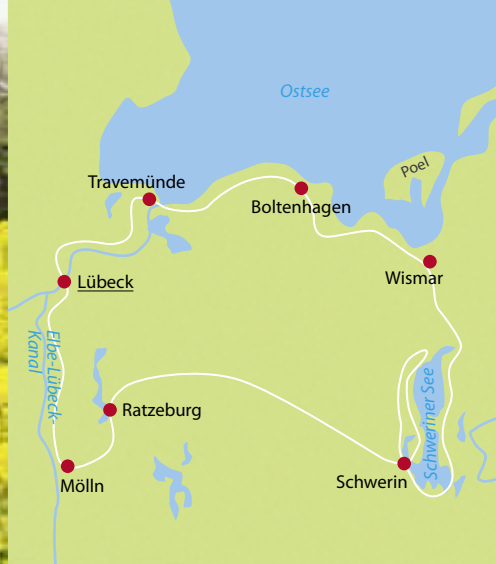 Ostsee
Poel
Travemünde
Boltenhagen
Wismar
Lübeck
Elbe-Lübeck-
Kanal
Schweriner See
Ratzeburg
Schwerin
Mölln